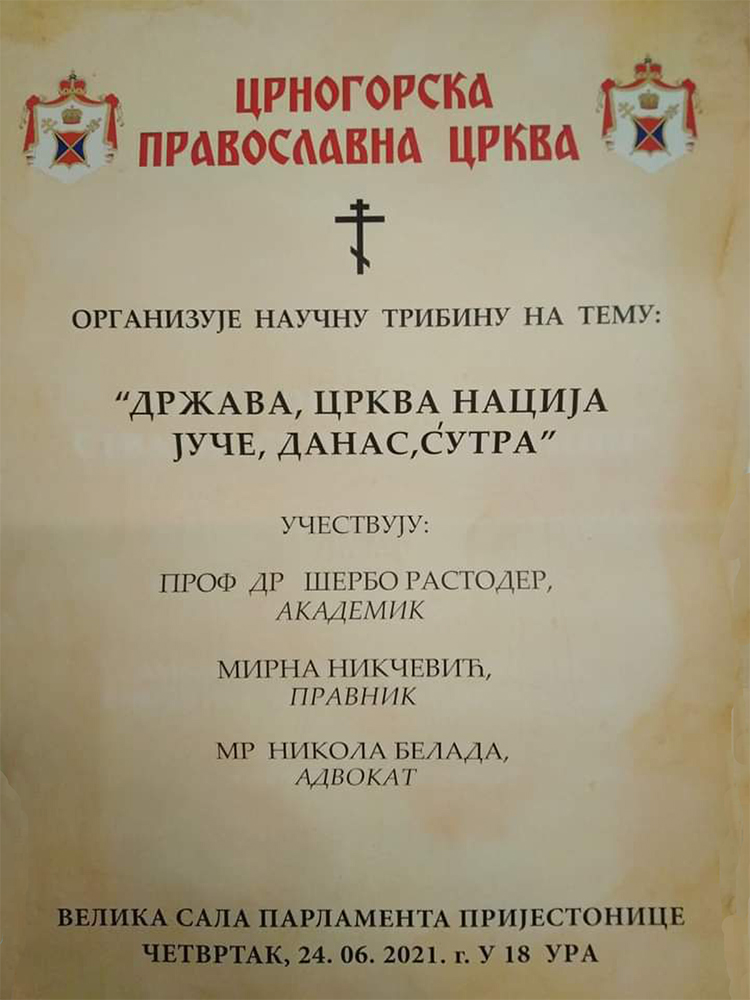 ЦРНОГОРСКА
ПРАВОСЛАВНА ЦРКВА
ОРГАНИЗУЈЕ НАУЧНУ ТРИБИНУ НА ТЕМУ:
“ДРЖАВА, ЦРКВА НАЦИЈА
ЈУЧЕ, ДАНАС,С́УТРА”
УЧЕСТВУЈУ:
ПРОФ ДР ШЕРБО РАСТОДЕР,
АКАДЕМИК
МИРНА НИКЧЕВИЋ,
ПРАВНИК
МР НИКОЛА БЕЛАДА,
АДВОКАТ
ВЕЛИКА САЛА ПАРЛАМЕНТА ПРИЈЕСТОНИЦЕ
ЧЕТВРТАК, 24. 06. 2021. г. У 18 УРА